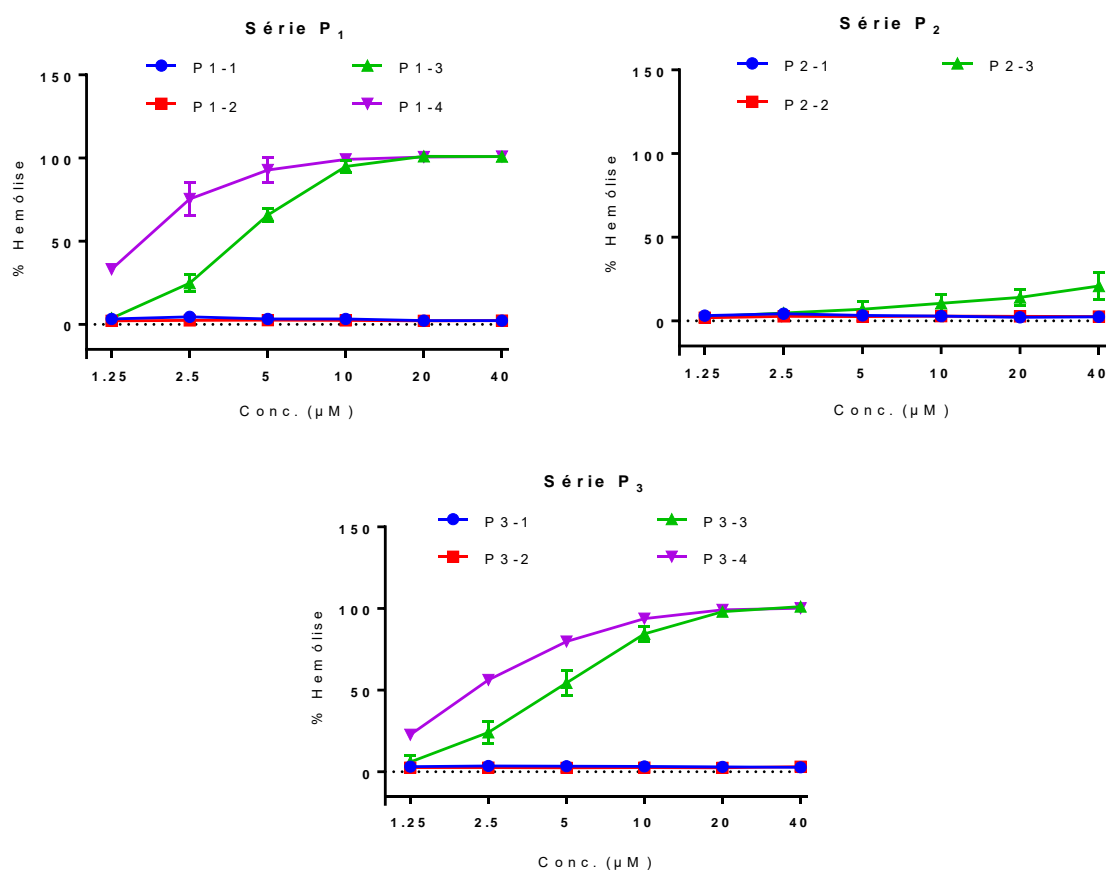 Série P1
P1-1
P1-3
P1-2
P1-4
150
100
50
0
% Hemólise
1.25 2.5 5 10 20 40
Conc. (µM)
Série P2
P2-1
P2-3
P2-2
150
100
50
0
% Hemólise
1.25 2.5 5 10 20 40
Conc. (µM)
Série P3
P3-1
P3-3
P3-2
P3-4
150
100
50
0
% Hemólise
1.25 2.5 5 10 20 40
Conc. (µM)